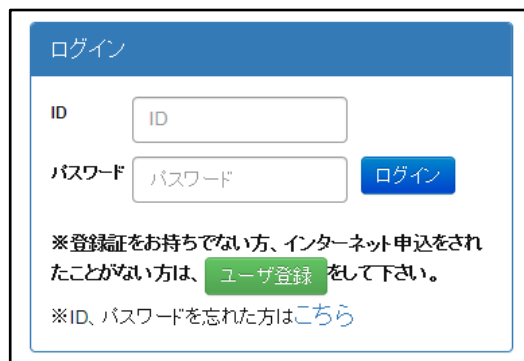 ログイン
ID ID
パスワード パスワード ログイン
※登録証をお持ちでない方、インターネット申込をされ
たことがない方は、 ユーザ登録 をして下さい。
※ID、パスワードを忘れた方はこちら